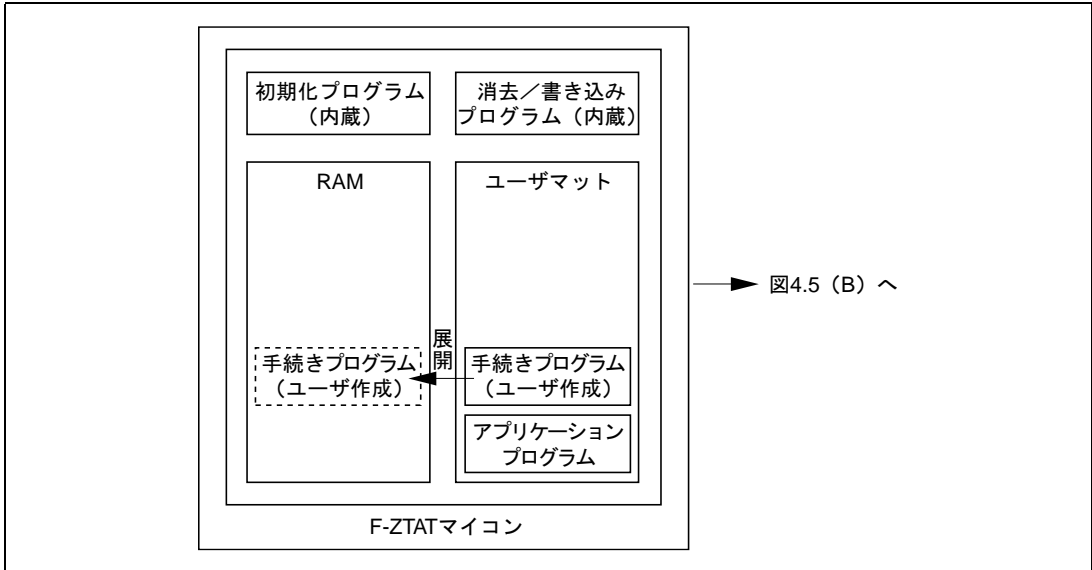 初期化プログラム
（内蔵）
消去／書き込み
プログラム（内蔵）
RAM
ユーザマット
展
開
手続きプログラム
（ユーザ作成）
手続きプログラム
（ユーザ作成）
アプリケーション
プログラム
F-ZTATマイコン
図4.5（B）へ